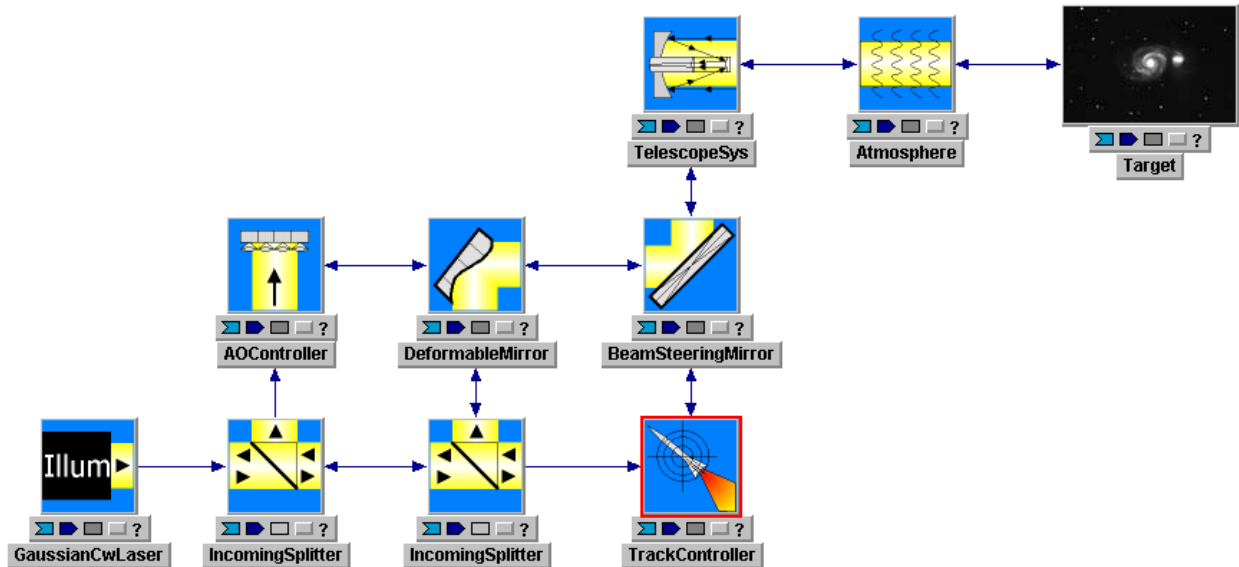 ?
?
?
TelescopeSys
Atmosphere
Target
?
?
?
AOController
DeformableMirror
BeamSteeringMirror
Illum
?
?
?
?
GaussianCwLaser
IncomingSplitter
IncomingSplitter
TrackController